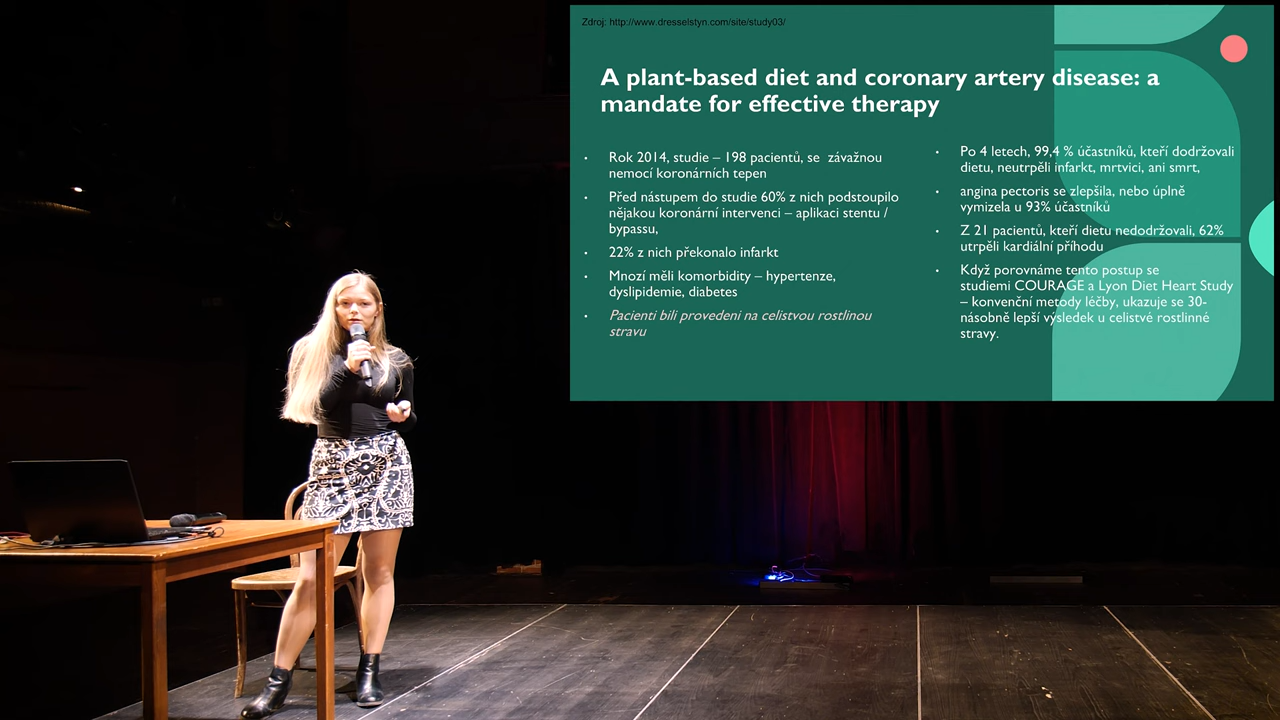 Zdroj: http://www.dresselstyn.com/site/study03/
A plant-based diet and coronary artery disease: a
mandate for effective therapy
• Rok 2014, studie – 198 pacientů, se závažnou
nemocí koronárních tepen
• Před nástupem do studie 60% z nich podstoupilo
nějakou koronární intervenci – aplikaci stentu /
bypassu,
• 22% z nich překonalo infarkt
• Mnozí měli komorbidity – hypertenze,
dyslipidemie, diabetes
• Pacienti bili provedeni na celistvou rostlinou
stravu
• Po 4 letech, 99,4 % účastníků, kteří dodržovali
dietu, neutrpěli infarkt, mrtvici, ani smrt,
• angina pectoris se zlepšila, nebo úplně
vymizela u 93% účastníků
• Z 21 pacientů, kteří dietu nedodržovali, 62%
utrpěli kardiální příhodu
• Když porovnáme tento postup se
studiemi COURAGE a Lyon Diet Heart Study
– konvenční metody léčby, ukazuje se 30-
násobně lepší výsledek u celistvé rostlinné
stravy.